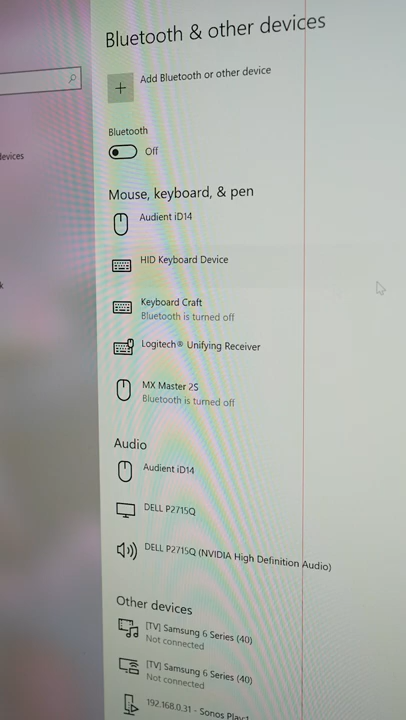 Bluetooth & other devices
Add Bluetooth or other device
devices
Bluetooth
Off
Mouse, keyboard, & pen
Audient iD14
HID Keyboard Device
Keyboard Craft
Bluetooth is turned off
Logitech® Unifying Receiver
MX Master 2S
Bluetooth is turned off
Audio
Audient iD14
DELL P2715Q
DELL P2715Q (NVIDIA High Definition Audio)
Other devices
[TV] Samsung 6 Series (40)
Not connected
[TV] Samsung 6 Series (40)
Not connected
192.168.0.31 - Sonos Play:1